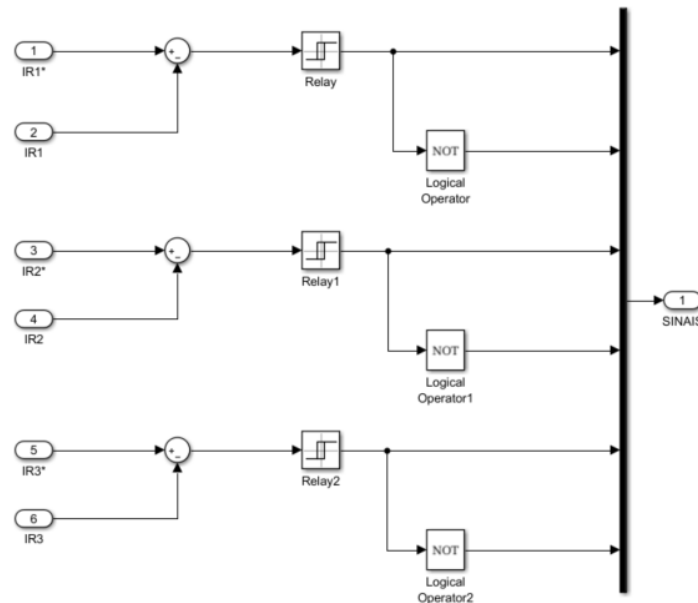 1
IR1*
2
IR1
+
−
Relay
NOT
Logical
Operator
3
IR2*
4
IR2
+
−
Relay1
NOT
Logical
Operator1
1
SINAIS
5
IR3*
6
IR3
+
−
Relay2
NOT
Logical
Operator2